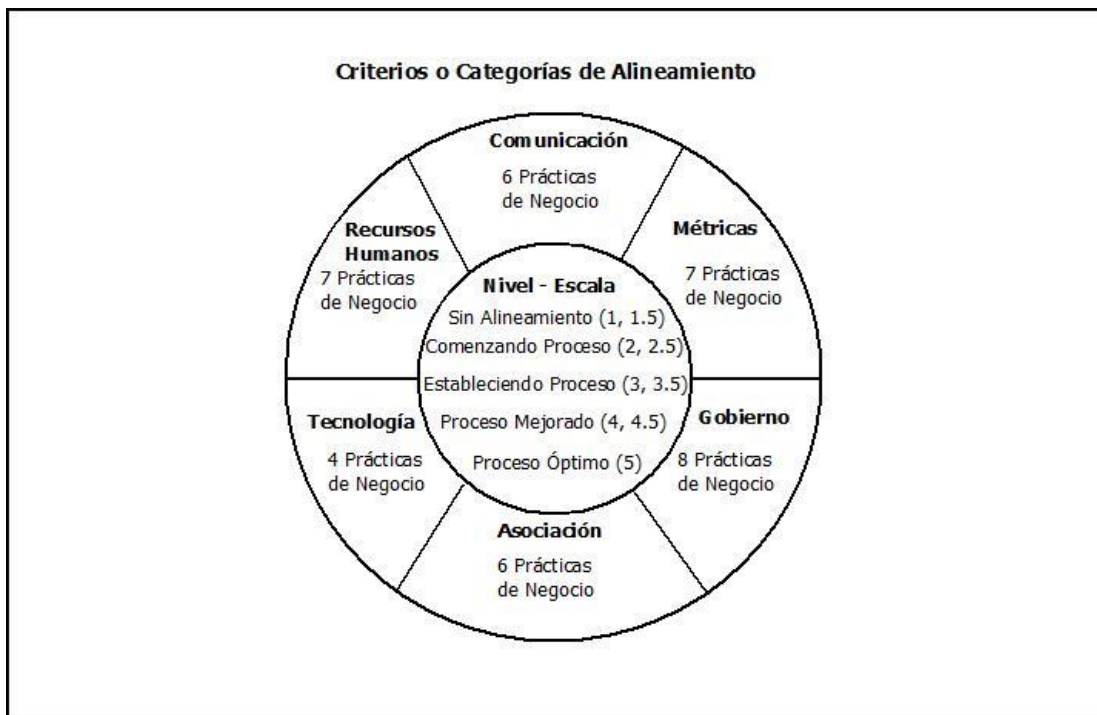 Criterios o Categorías de Alineamiento
Comunicación
6 Prácticas
de Negocio
Métricas
7 Prácticas
de Negocio
Recursos
Humanos
7 Prácticas
de Negocio
Nivel - Escala
Sin Alineamiento (1, 1.5)
Comenzando Proceso (2, 2.5)
Estableciendo Proceso (3, 3.5)
Proceso Mejorado (4, 4.5)
Proceso Óptimo (5)
Tecnología
4 Prácticas
de Negocio
Gobierno
8 Prácticas
de Negocio
Asociación
6 Prácticas
de Negocio